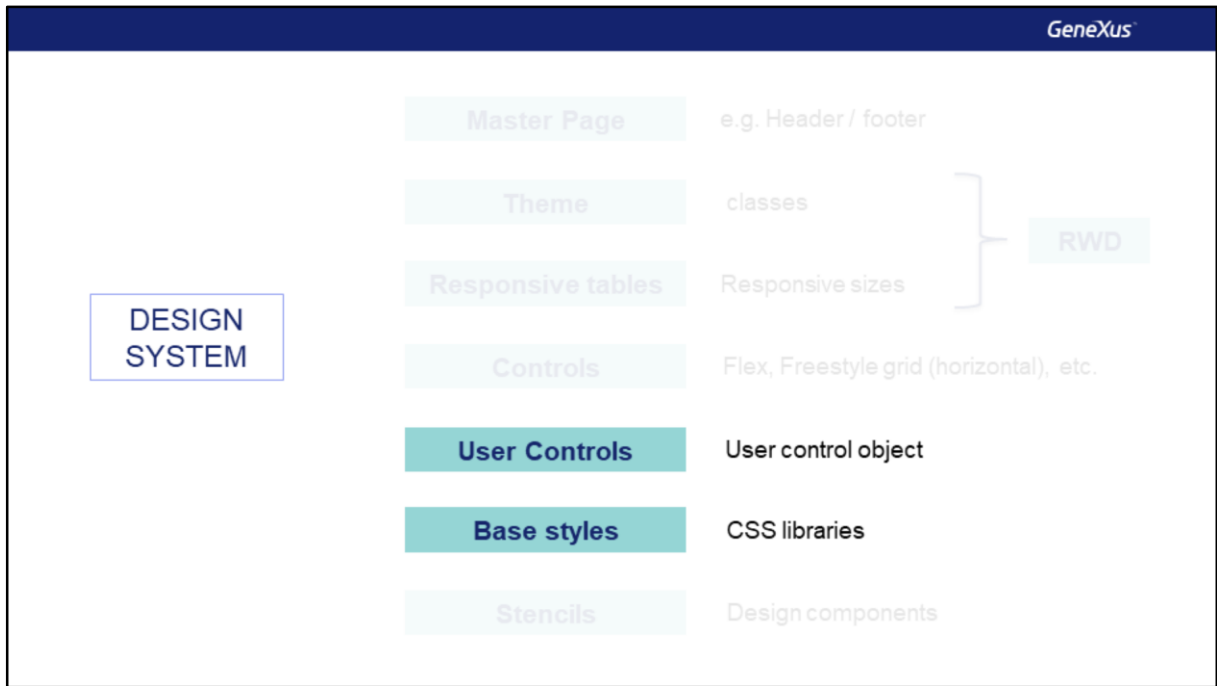 GeneXus
Master Page e.g. Header / footer
Theme classes
RWD
Responsive tables Responsive sizes
DESIGN
SYSTEM
Controls Flex, Freestyle grid (horizontal), etc.
User Controls User control object
Base styles CSS libraries
Stencils Design components